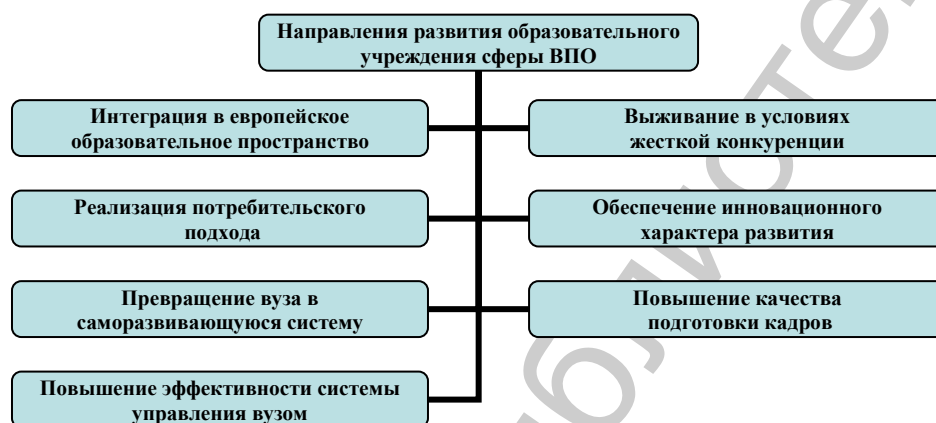 Направления развития образовательного
учреждения сферы ВПО
Интеграция в европейское
образовательное пространство
Выживание в условиях
жесткой конкуренции
Реализация потребительского
подхода
Обеспечение инновационного
характера развития
Превращение вуза в
саморазвивающуюся систему
Повышение качества
подготовки кадров
Повышение эффективности системы
управления вузом